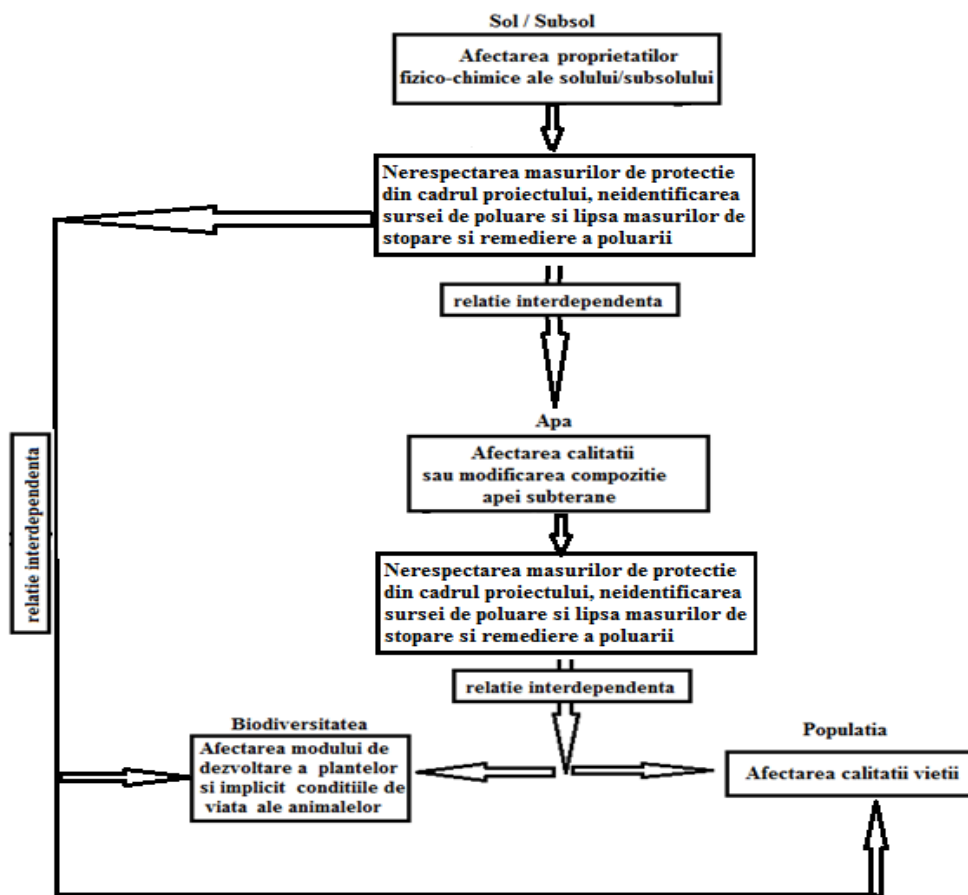 Sol / Subsol
Afectarea proprietatilor
fizico-chimice ale solului/subsolului
Nerespectarea masurilor de protectie
din cadrul proiectului, neidentificarea
sursei de poluare si lipsa masurilor de
stopare si remediere a poluarii
relatie interdependenta
relatie interdependenta
Apa
Afectarea calitatii
sau modificarea compozitie
apei subterane
Nerespectarea masurilor de protectie
din cadrul proiectului, neidentificarea
sursei de poluare si lipsa masurilor de
stopare si remediere a poluarii
relatie interdependenta
Biodiversitatea
Afectarea modului de
dezvoltare a plantelor
si implicit conditiile de
viata ale animalelor
Populatia
Afectarea calitatii vietii